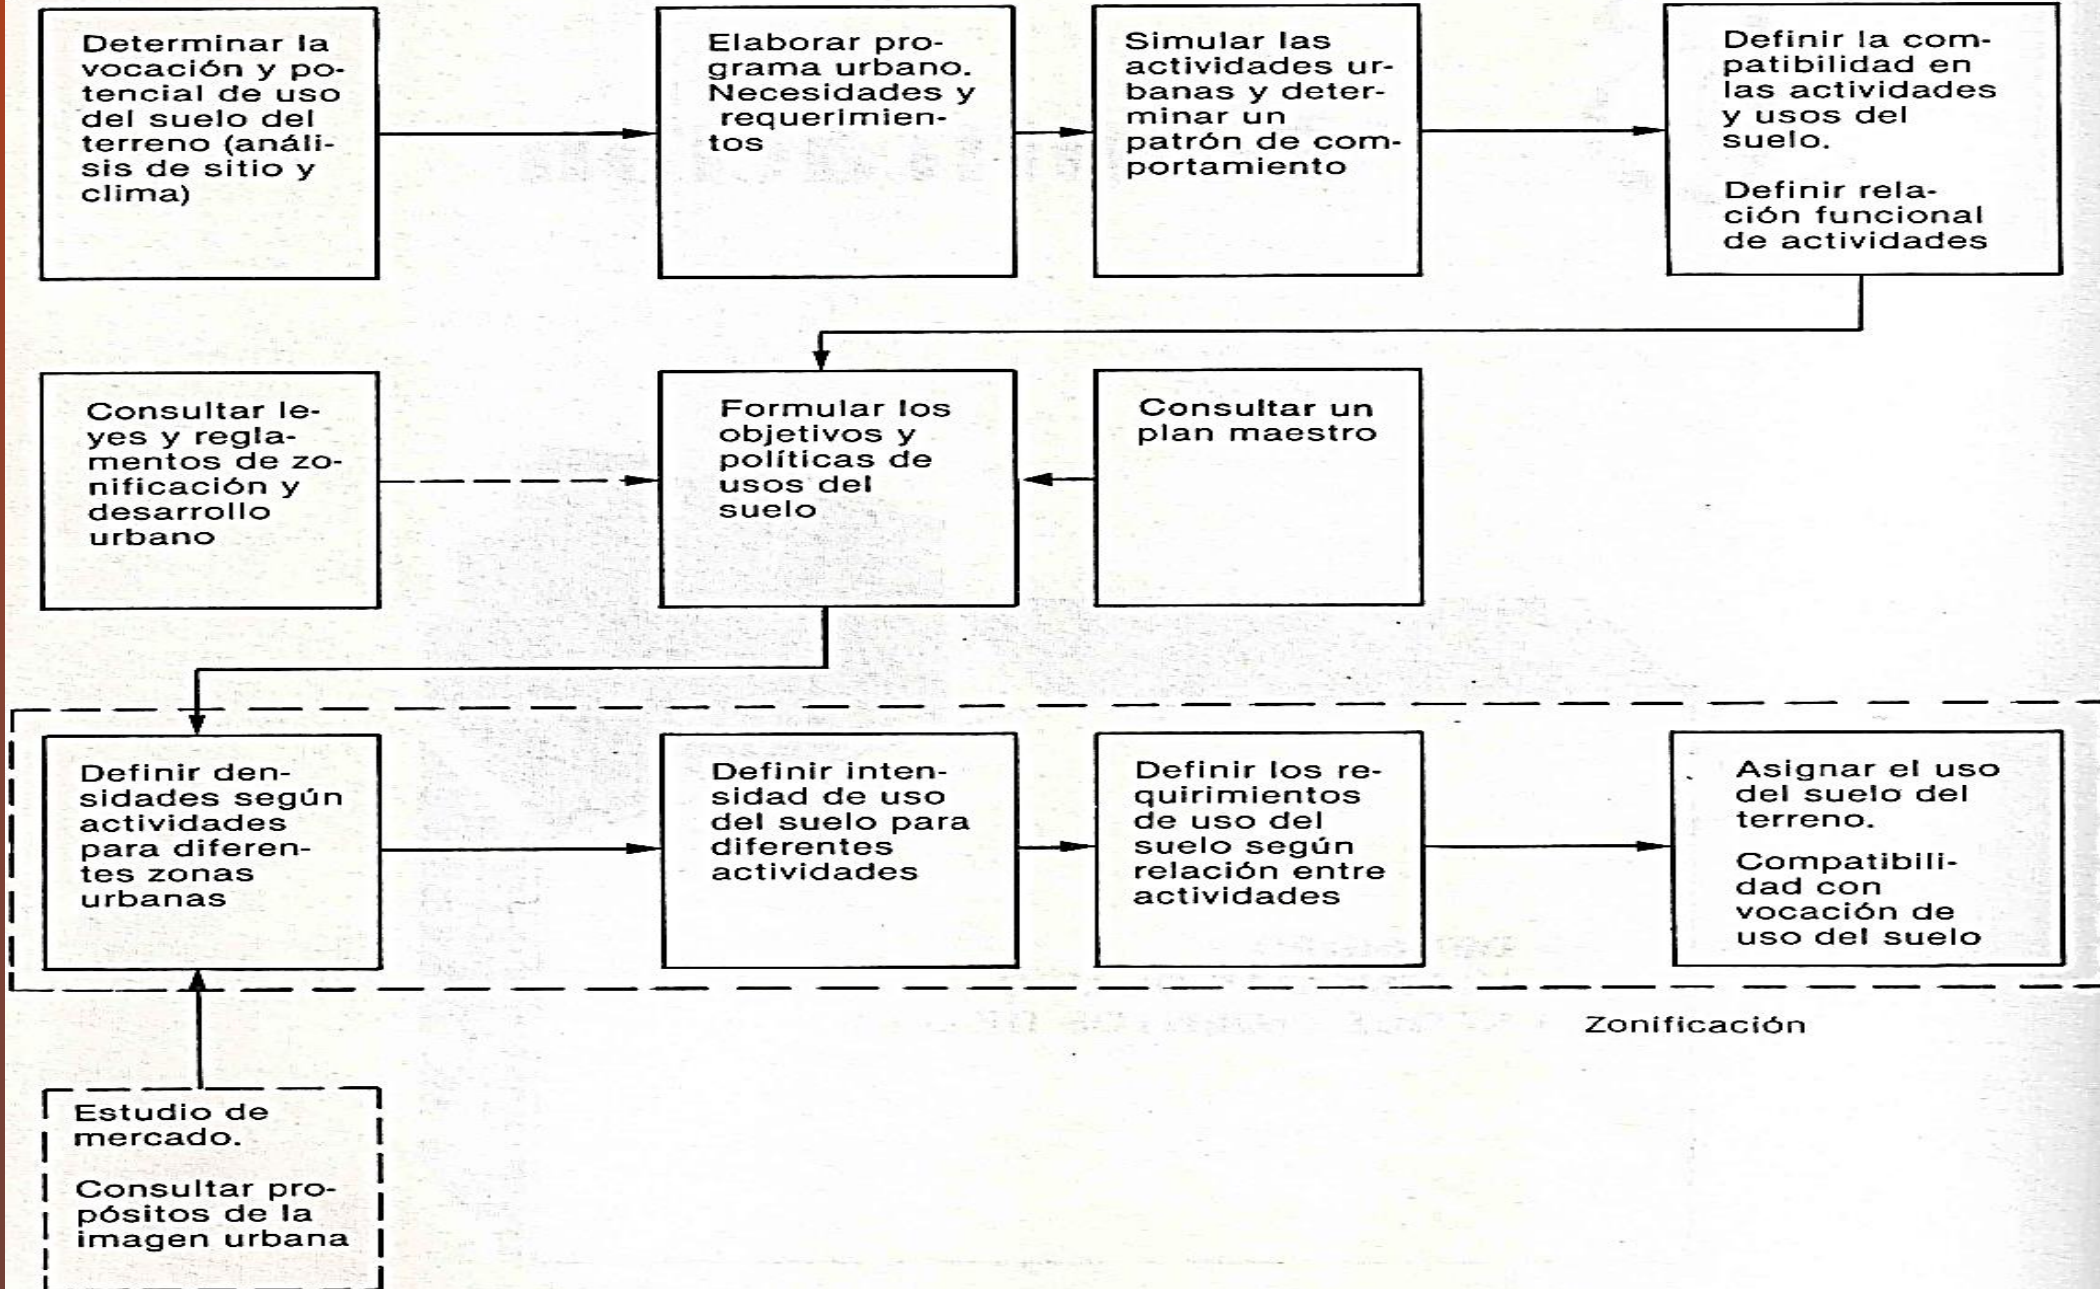 Determinar la
vocación y po-
tencial de uso
del suelo del
terreno (análi-
sis de sitio y
clima)
Elaborar pro-
grama urbano.
Necesidades y
requerimien-
tos
Simular las
actividades ur-
banas y deter-
minar un
patrón de com-
portamiento
Definir la com-
patibilidad en
las actividades
y usos del
suelo.
Definir rela-
ción funcional
de actividades
Consultar le-
yes y regla-
mentos de zo-
nificación y
desarrollo
urbano
Formular los
objetivos y
políticas de
usos del
suelo
Consultar un
plan maestro
Definir den-
sidades según
actividades
para diferen-
tes zonas
urbanas
Definir inten-
sidad de uso
del suelo para
diferentes
actividades
Definir los re-
quirimientos
de uso del
suelo según
relación entre
actividades
Asignar el uso
del suelo del
terreno.
Compatibili-
dad con
vocación de
uso del suelo
Zonificación
Estudio de
mercado.
Consultar pro-
pósitos de la
imagen urbana